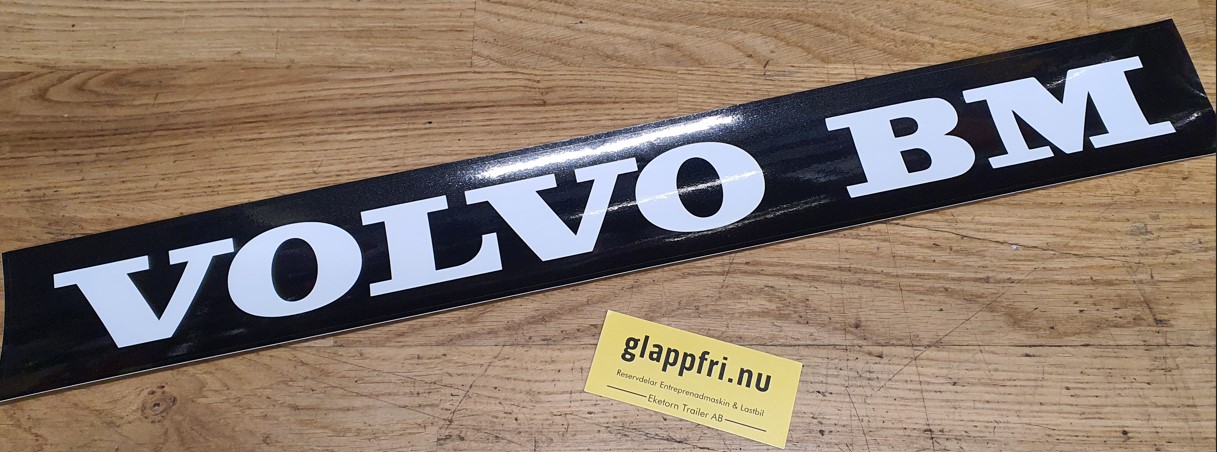 VOLVO BM
glappfri.nu
Reservdelar Entreprenadmaskin & Lastbil
Eketorn Trailer AB